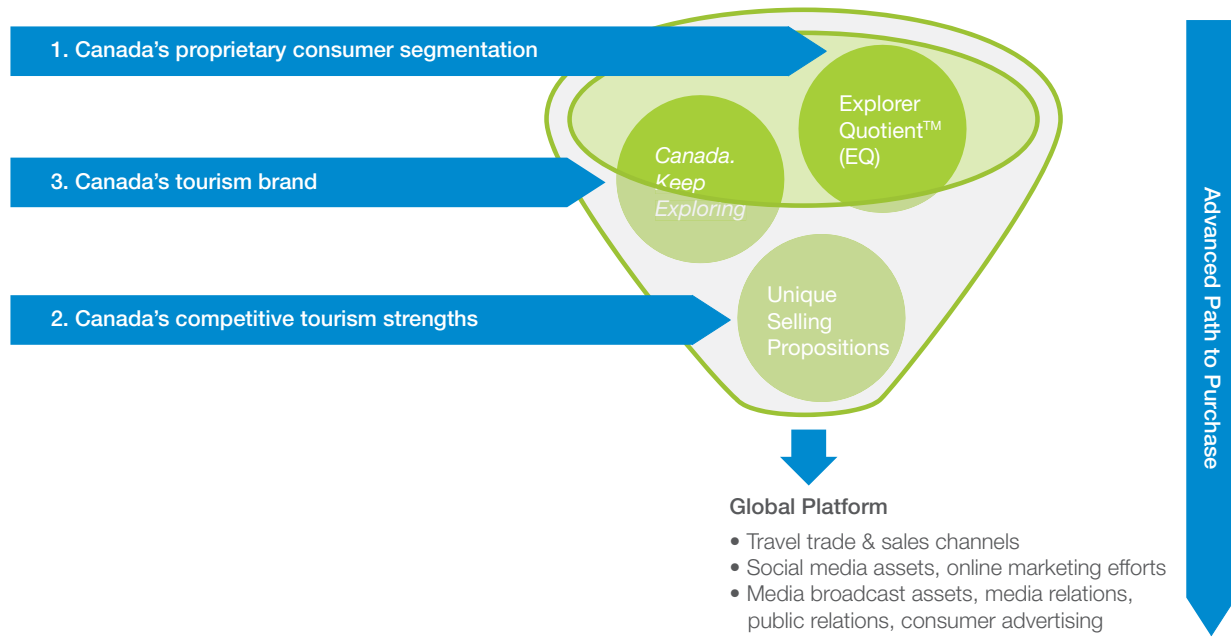 1. Canada’s proprietary consumer segmentation
Explorer
Quotient™
(EQ)
3. Canada’s tourism brand
Canada.
Keep
Exploring
2. Canada’s competitive tourism strengths
Unique
Selling
Propositions
Advanced Path to Purchase
Global Platform
• Travel trade & sales channels
• Social media assets, online marketing efforts
• Media broadcast assets, media relations,
public relations, consumer advertising